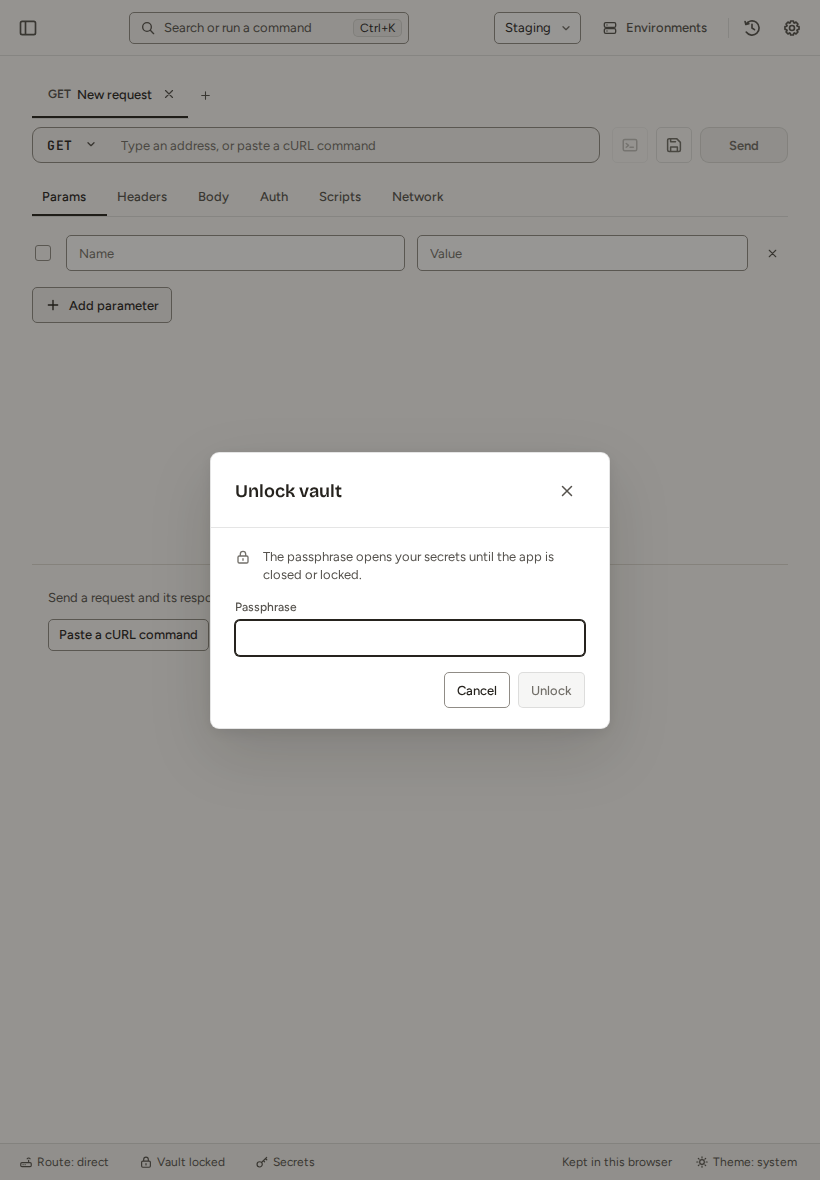 Search or run a command Ctrl+K Staging Environments
GET New request
GET Type an address, or paste a cURL command Send
Params Headers Body Auth Scripts Network
Name Value
Add parameter
Unlock vault
The passphrase opens your secrets until the app is
closed or locked.
Send a request and its respo
Passphrase
Paste a cURL command
Cancel Unlock
Route: direct Vault locked Secrets Kept in this browser Theme: system